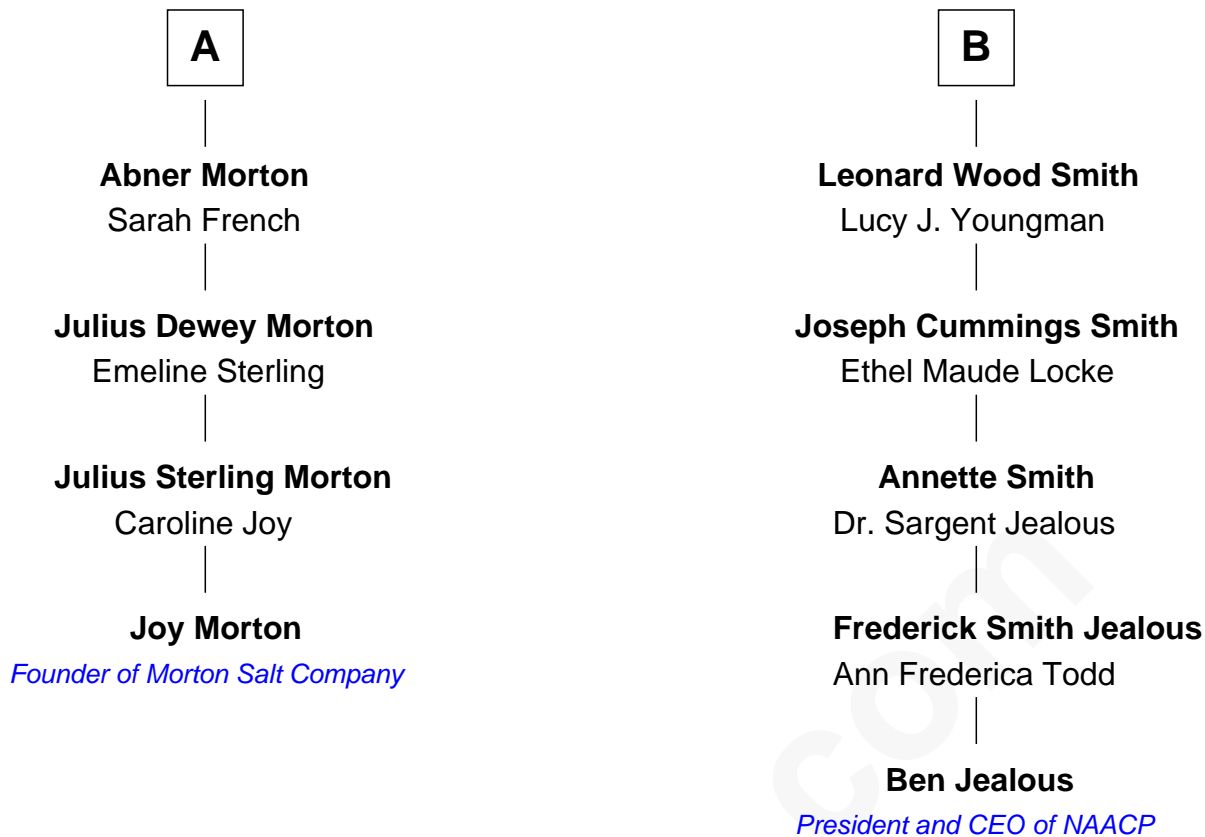 A
Abner Morton
Sarah French
Julius Dewey Morton
Emeline Sterling
Julius Sterling Morton
Caroline Joy
Joy Morton
Founder of Morton Salt Company
B
Leonard Wood Smith
Lucy J. Youngman
Joseph Cummings Smith
Ethel Maude Locke
Annette Smith
Dr. Sargent Jealous
Frederick Smith Jealous
Ann Frederica Todd
Ben Jealous
President and CEO of NAACP
com